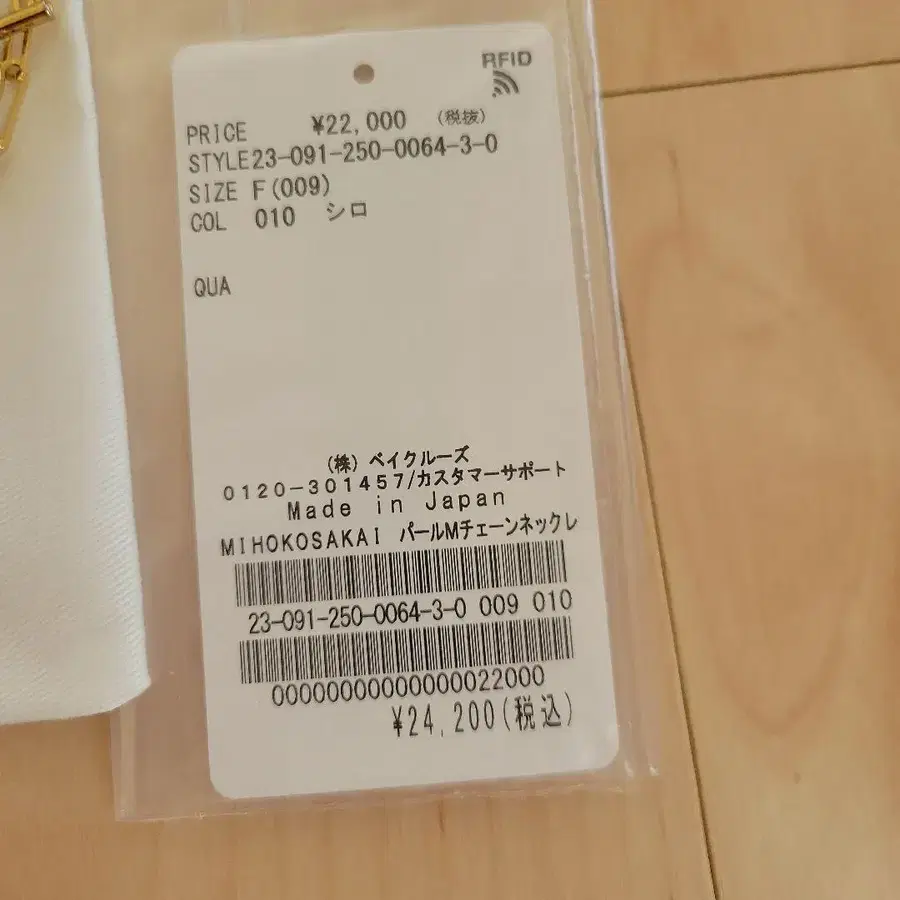 RFID
PRICE ¥22,000 (税抜)
STYLE23-091-250-0064-3-0
SIZE F(009)
COL 010 シロ
QUA
(株) ベイクルーズ
0120-301457/カスタマーサポート
Made in Japan
MIHOKOSAKAI パールMチェーンネックレ
23-091-250-0064-3-0 009 010
00000000000000022000
¥24,200(税込)